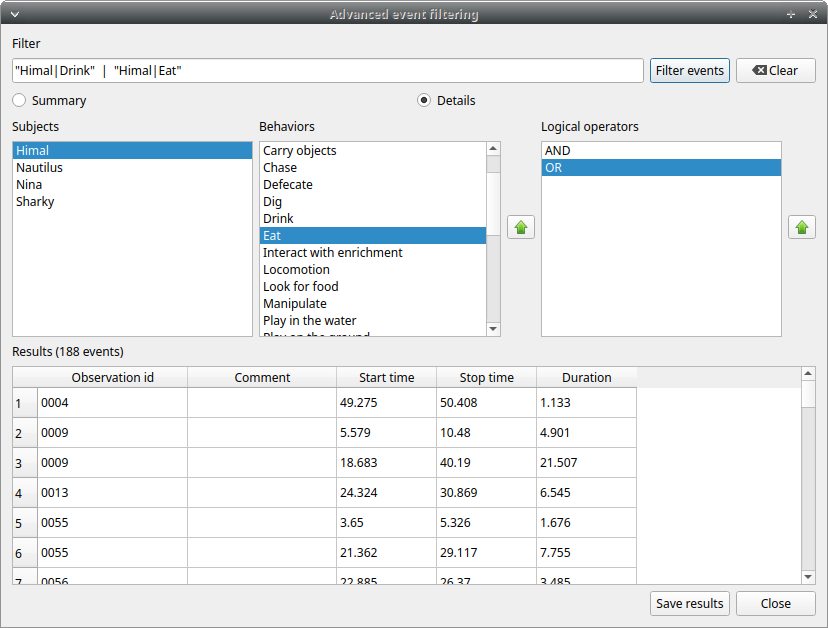 Advanced event filtering
Filter
"Himal|Drink" | "Himal|Eat"
Filter events
Clear
Summary
Details
Subjects
Behaviors
Logical operators
Himal
Nautilus
Nina
Sharky
Carry objects
Chase
Defecate
Dig
Drink
Eat
Interact with enrichment
Locomotion
Look for food
Manipulate
Play in the water
Play on the ground
AND
OR
Results (188 events)
Observation id Comment Start time Stop time Duration
1 0004 49.275 50.408 1.133
2 0009 5.579 10.48 4.901
3 0009 18.683 40.19 21.507
4 0013 24.324 30.869 6.545
5 0055 3.65 5.326 1.676
6 0055 21.362 29.117 7.755
7 0056 22.885 26.37 3.485
Save results
Close